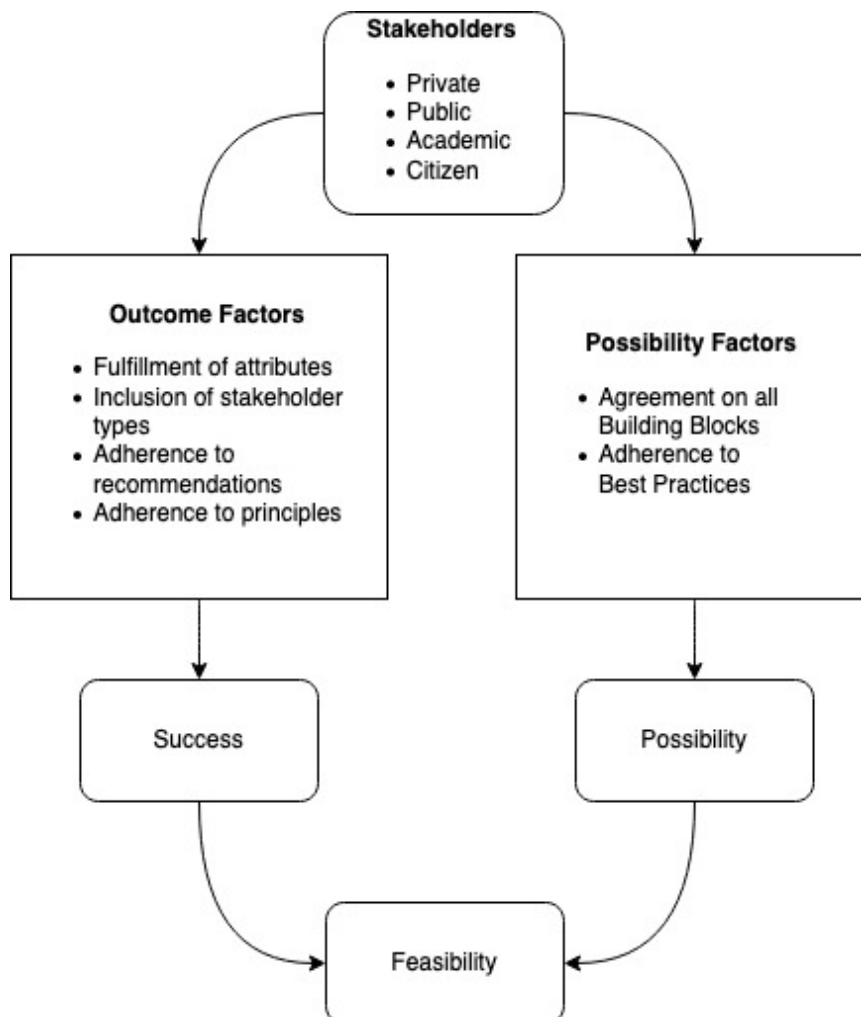 Stakeholders
• Private
• Public
• Academic
• Citizen
Outcome Factors
• Fulfillment of attributes
• Inclusion of stakeholder
types
• Adherence to
recommendations
• Adherence to principles
Possibility Factors
• Agreement on all
Building Blocks
• Adherence to
Best Practices
Success
Possibility
Feasibility